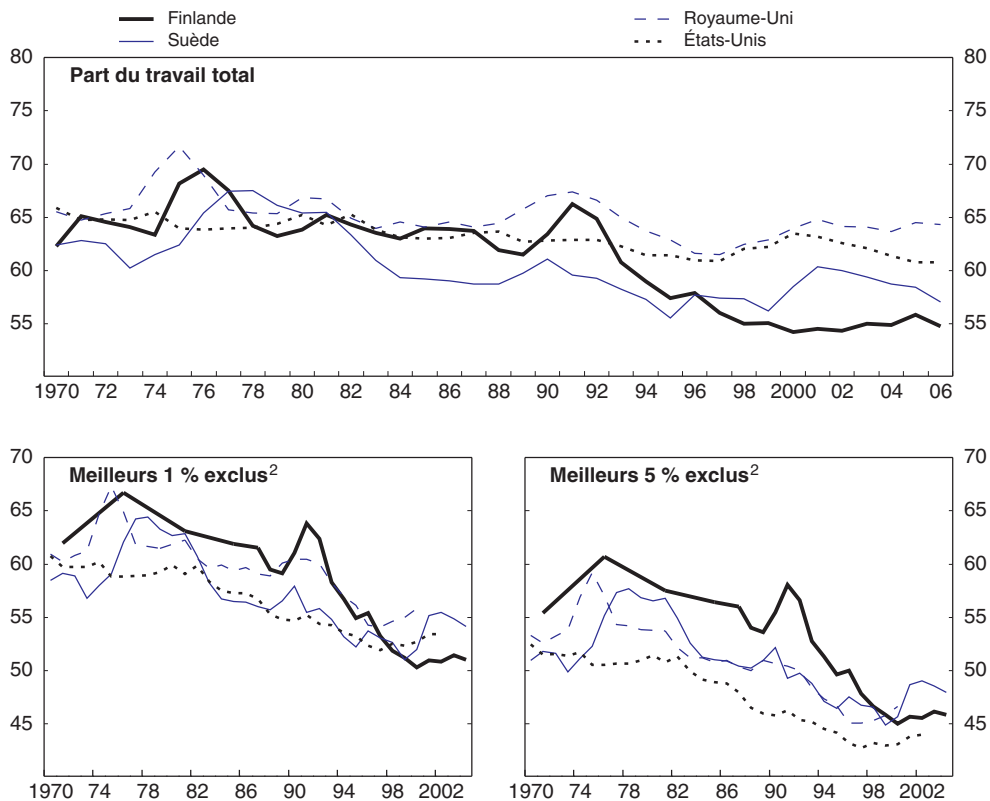 Finlande Royaume-Uni
Suède États-Unis
80 80
Part du travail total
75 75
70 70
65 65
60 60
55 55
1970 72 74 76 78 80 82 84 86 88 90 92 94 96 98 2000 02 04 06
70 70
Meilleurs 1 % exclus² Meilleurs 5 % exclus²
65 65
60 60
55 55
50 50
45 45
1970 74 78 82 86 90 94 98 2002 1970 74 78 82 86 90 94 98 2002